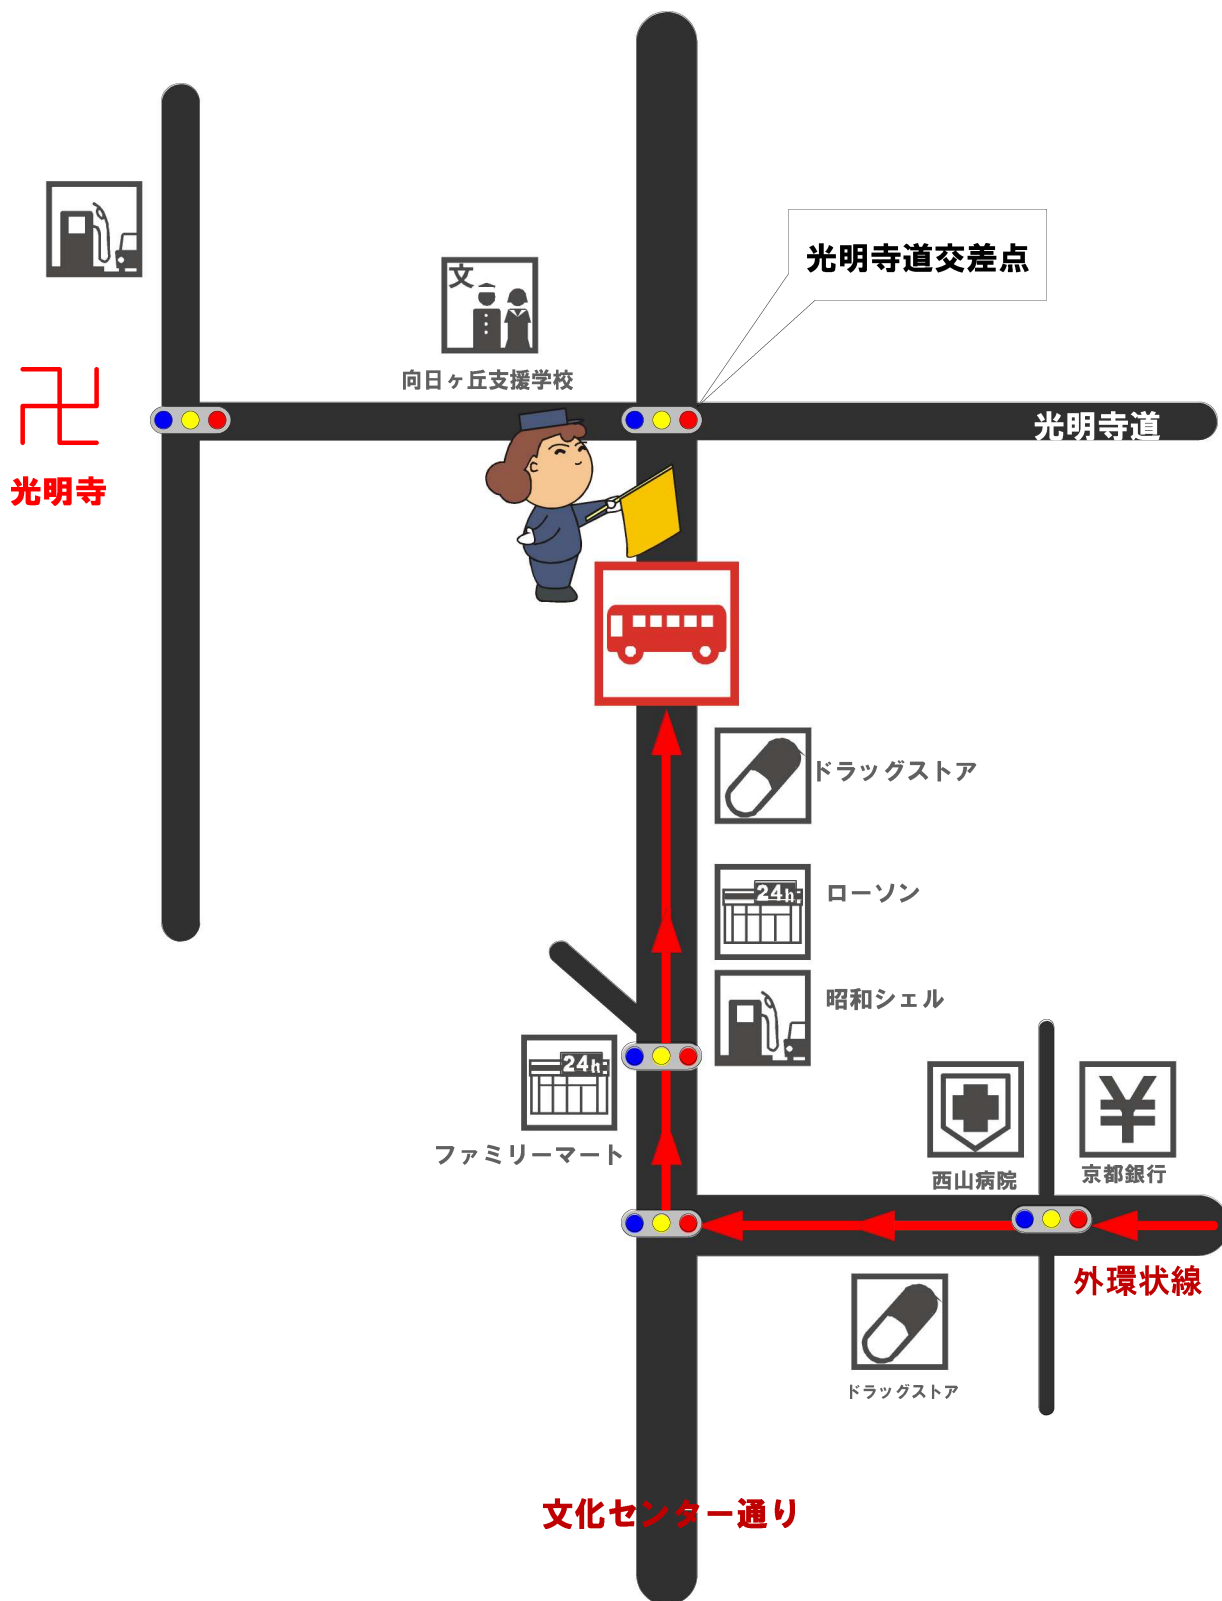 光明寺道交差点
文
向日ヶ丘支援学校
光明寺道
光明寺
ドラッグストア
24h
ローソン
昭和シェル
24h
ファミリーマート
西山病院
¥
京都銀行
外環状線
ドラッグストア
文化センター通り